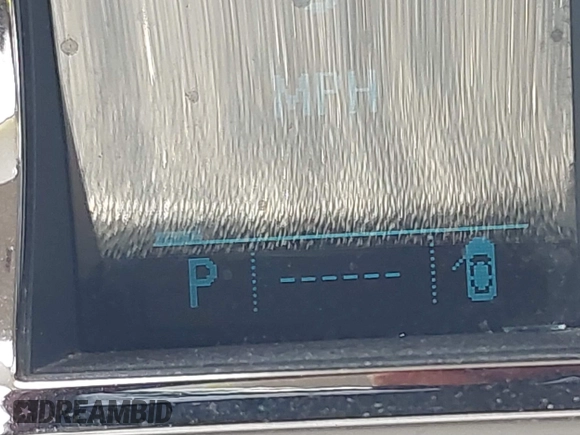 MPH
P ------
DREAMBID